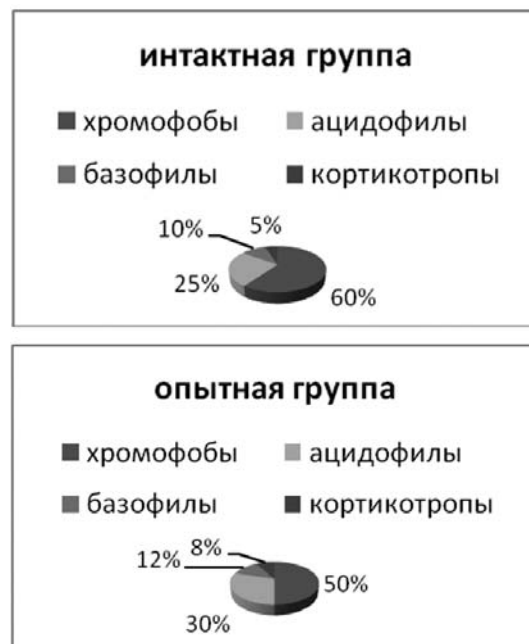 интактная группа
хромофобы ацидофилы
базофилы кортикотропы
10% 5%
25% 60%
опытная группа
хромофобы ацидофилы
базофилы кортикотропы
12% 8% 50%
30%